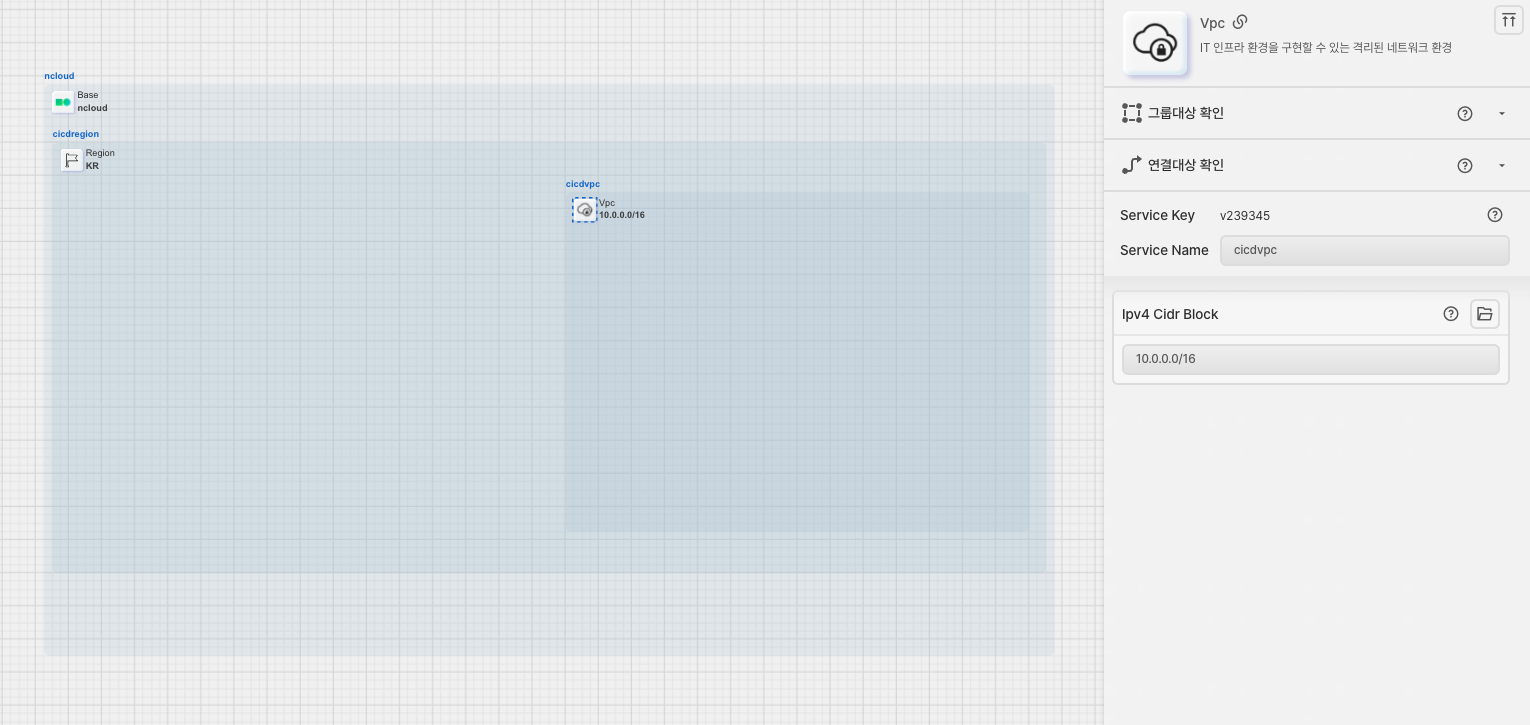 ncloud
Base
ncloud
cicdregion
Region
KR
cicdvpc
Vpc
10.0.0.0/16
Vpc
IT 인프라 환경을 구현할 수 있는 격리된 네트워크 환경
그룹대상 확인
연결대상 확인
Service Key v239345
Service Name cicdvpc
Ipv4 Cidr Block
10.0.0.0/16